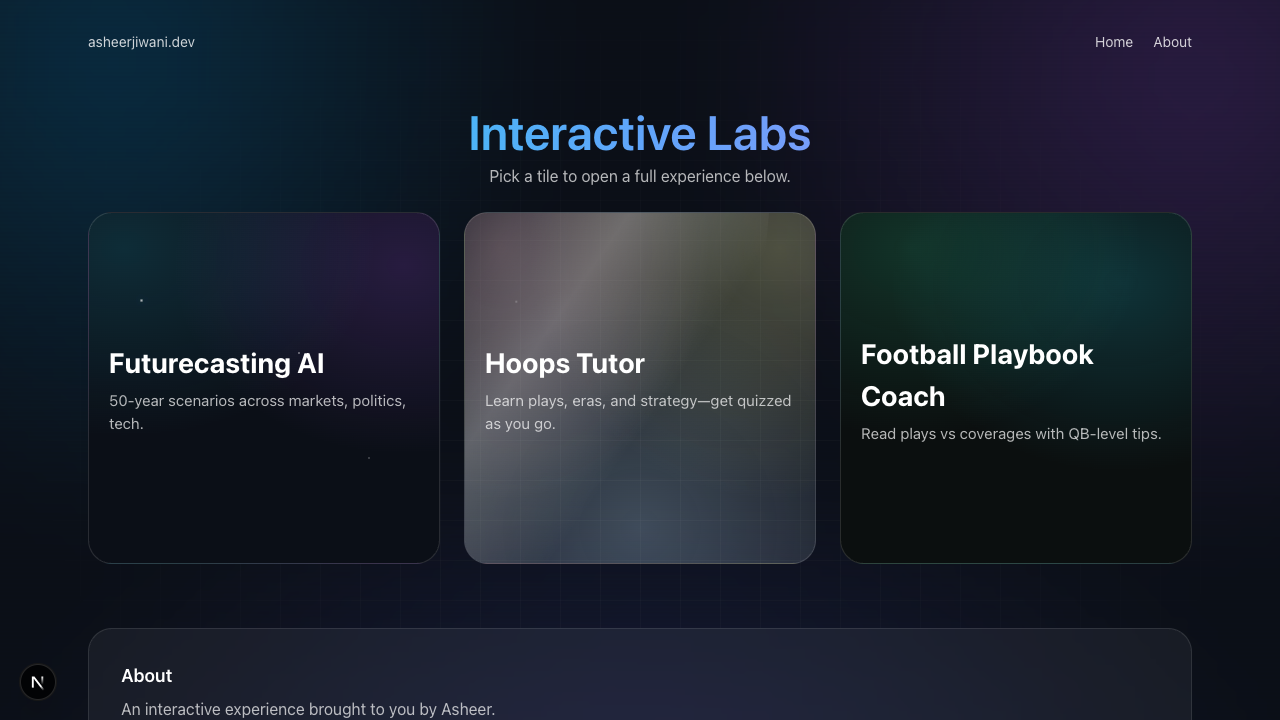 asheerjiwani.dev
Home
About
Interactive Labs
Pick a tile to open a full experience below.
Futurecasting AI
50-year scenarios across markets, politics,
tech.
Hoops Tutor
Learn plays, eras, and strategy—get quizzed
as you go.
Football Playbook
Coach
Read plays vs coverages with QB-level tips.
About
An interactive experience brought to you by Asheer.
N